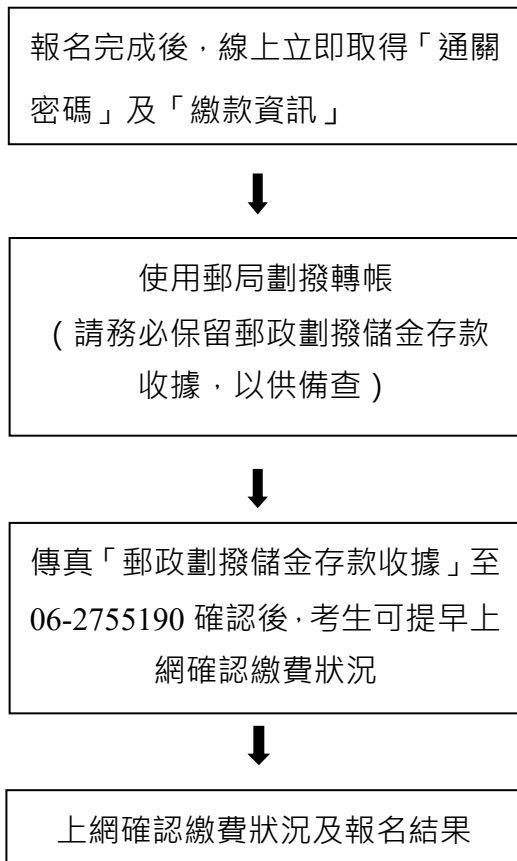 報名完成後，線上立即取得「通關
密碼」及「繳款資訊」
使用郵局劃撥轉帳
（請務必保留郵政劃撥儲金存款
收據，以供備查）
傳真「郵政劃撥儲金存款收據」至
06-2755190 確認後，考生可提早上
網確認繳費狀況
上網確認繳費狀況及報名結果